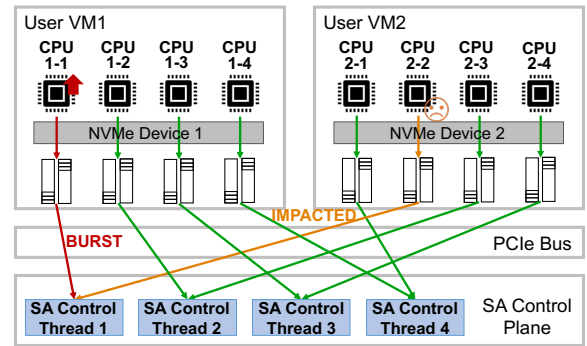 User VM1
User VM2
CPU CPU CPU CPU
1-1 1-2 1-3 1-4
CPU CPU CPU CPU
2-1 2-2 2-3 2-4
NVMe Device 1
NVMe Device 2
IMPACTED
BURST
PCIe Bus
SA Control
Thread 1
SA Control
Thread 2
SA Control
Thread 3
SA Control
Thread 4
SA Control
Plane